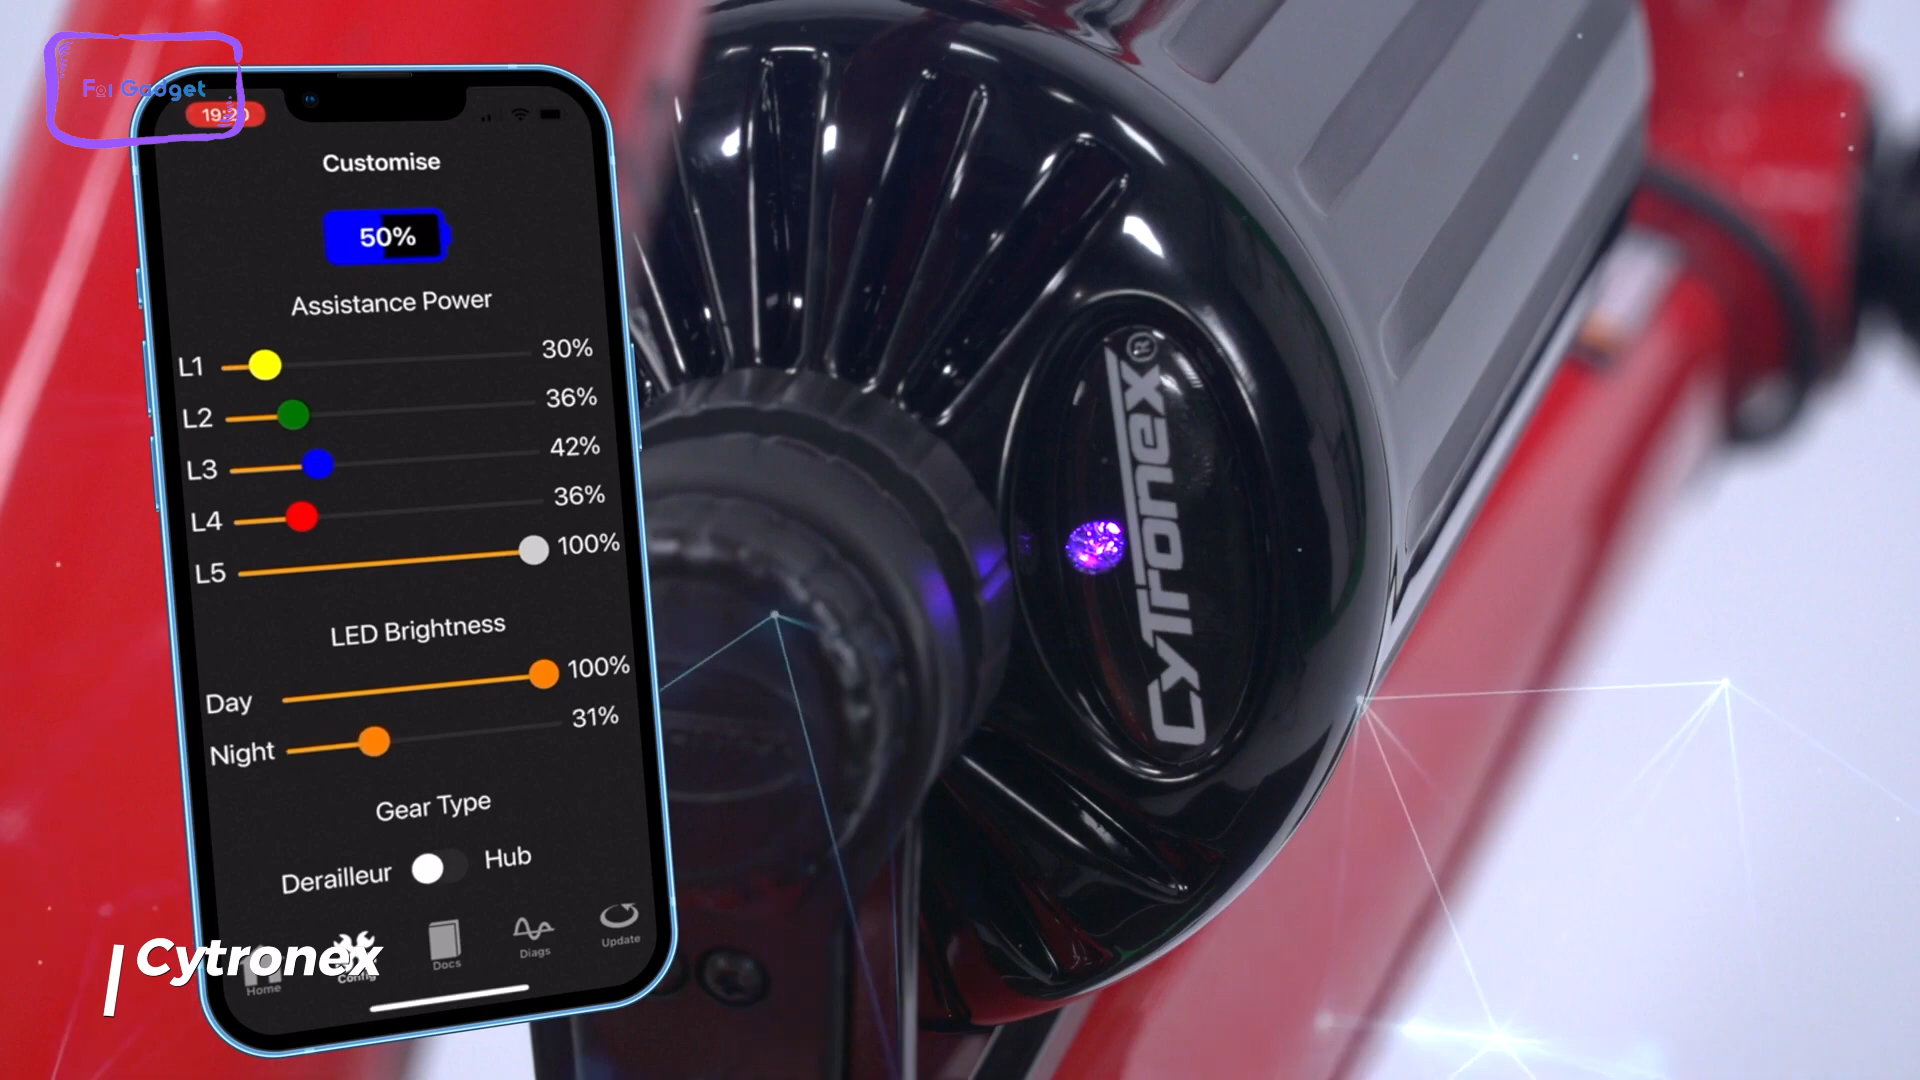 For Gadget
19:20
Customise
50%
Assistance Power
L1 30%
L2 36%
L3 42%
L4 36%
L5 100%
LED Brightness
Day 100%
Night 31%
Gear Type
Derailleur Hub
Home Config Docs Diags Update
Cytronex
CYTRONEX®